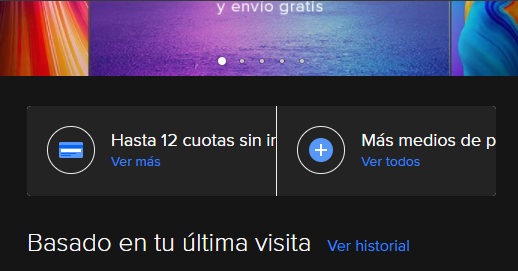 y envío gratis
Hasta 12 cuotas sin in
Ver más
Más medios de p
Ver todos
Basado en tu última visita Ver historial